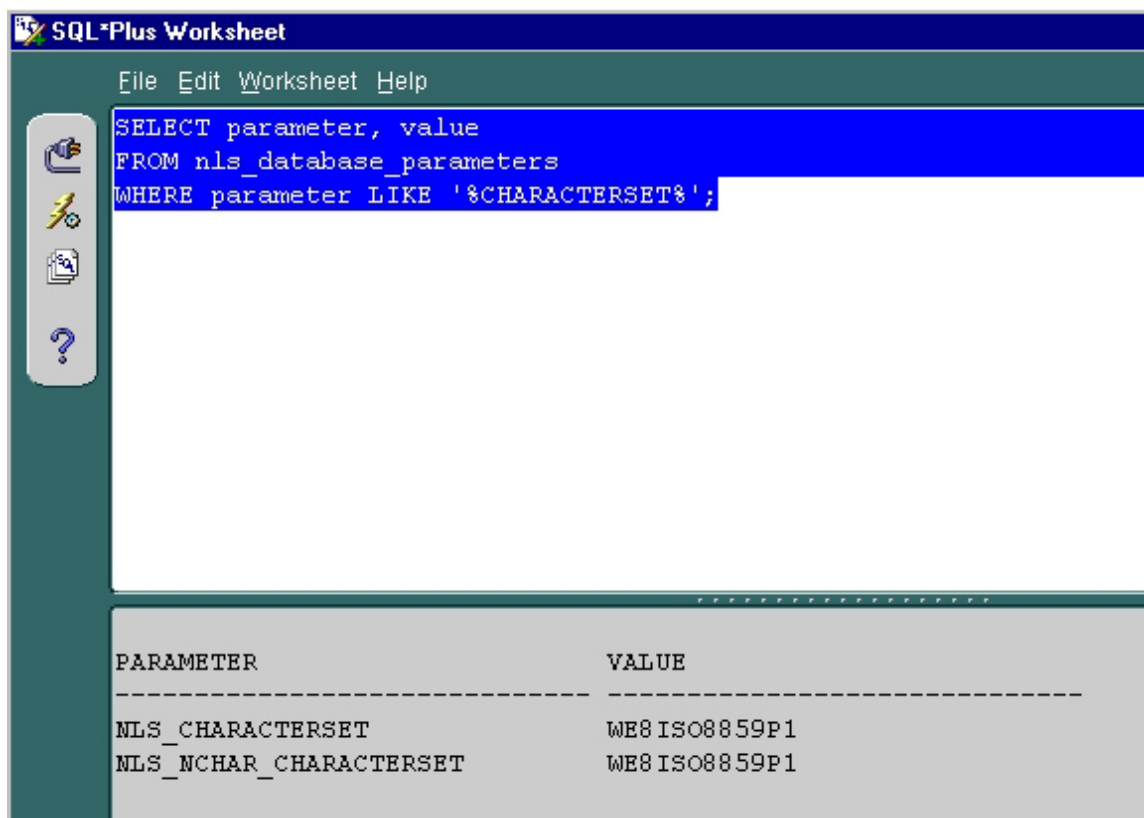 SQL*Plus Worksheet
File Edit Worksheet Help
SELECT parameter, value
FROM nls_database_parameters
WHERE parameter LIKE '%CHARACTERSET%';
PARAMETER VALUE
------------------------------ ------------------------------
NLS_CHARACTERSET WE8ISO8859P1
NLS_NCHAR_CHARACTERSET WE8ISO8859P1